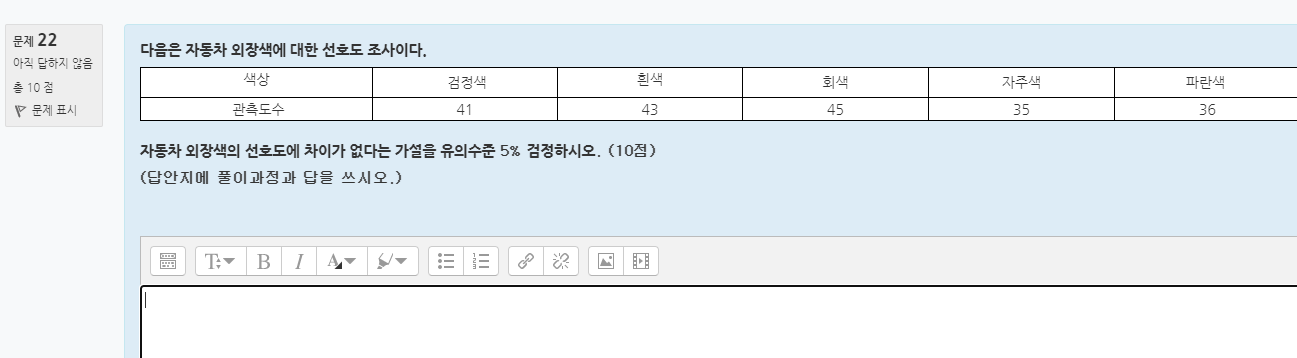 문제 22
아직 답하지 않음
총 10 점
문제 표시
다음은 자동차 외장색에 대한 선호도 조사이다.
색상 검정색 흰색 회색 자주색 파란색
관측도수 41 43 45 35 36
자동차 외장색의 선호도에 차이가 없다는 가설을 유의수준 5% 검정하시오. (10점)
(답안지에 풀이과정과 답을 쓰시오.)